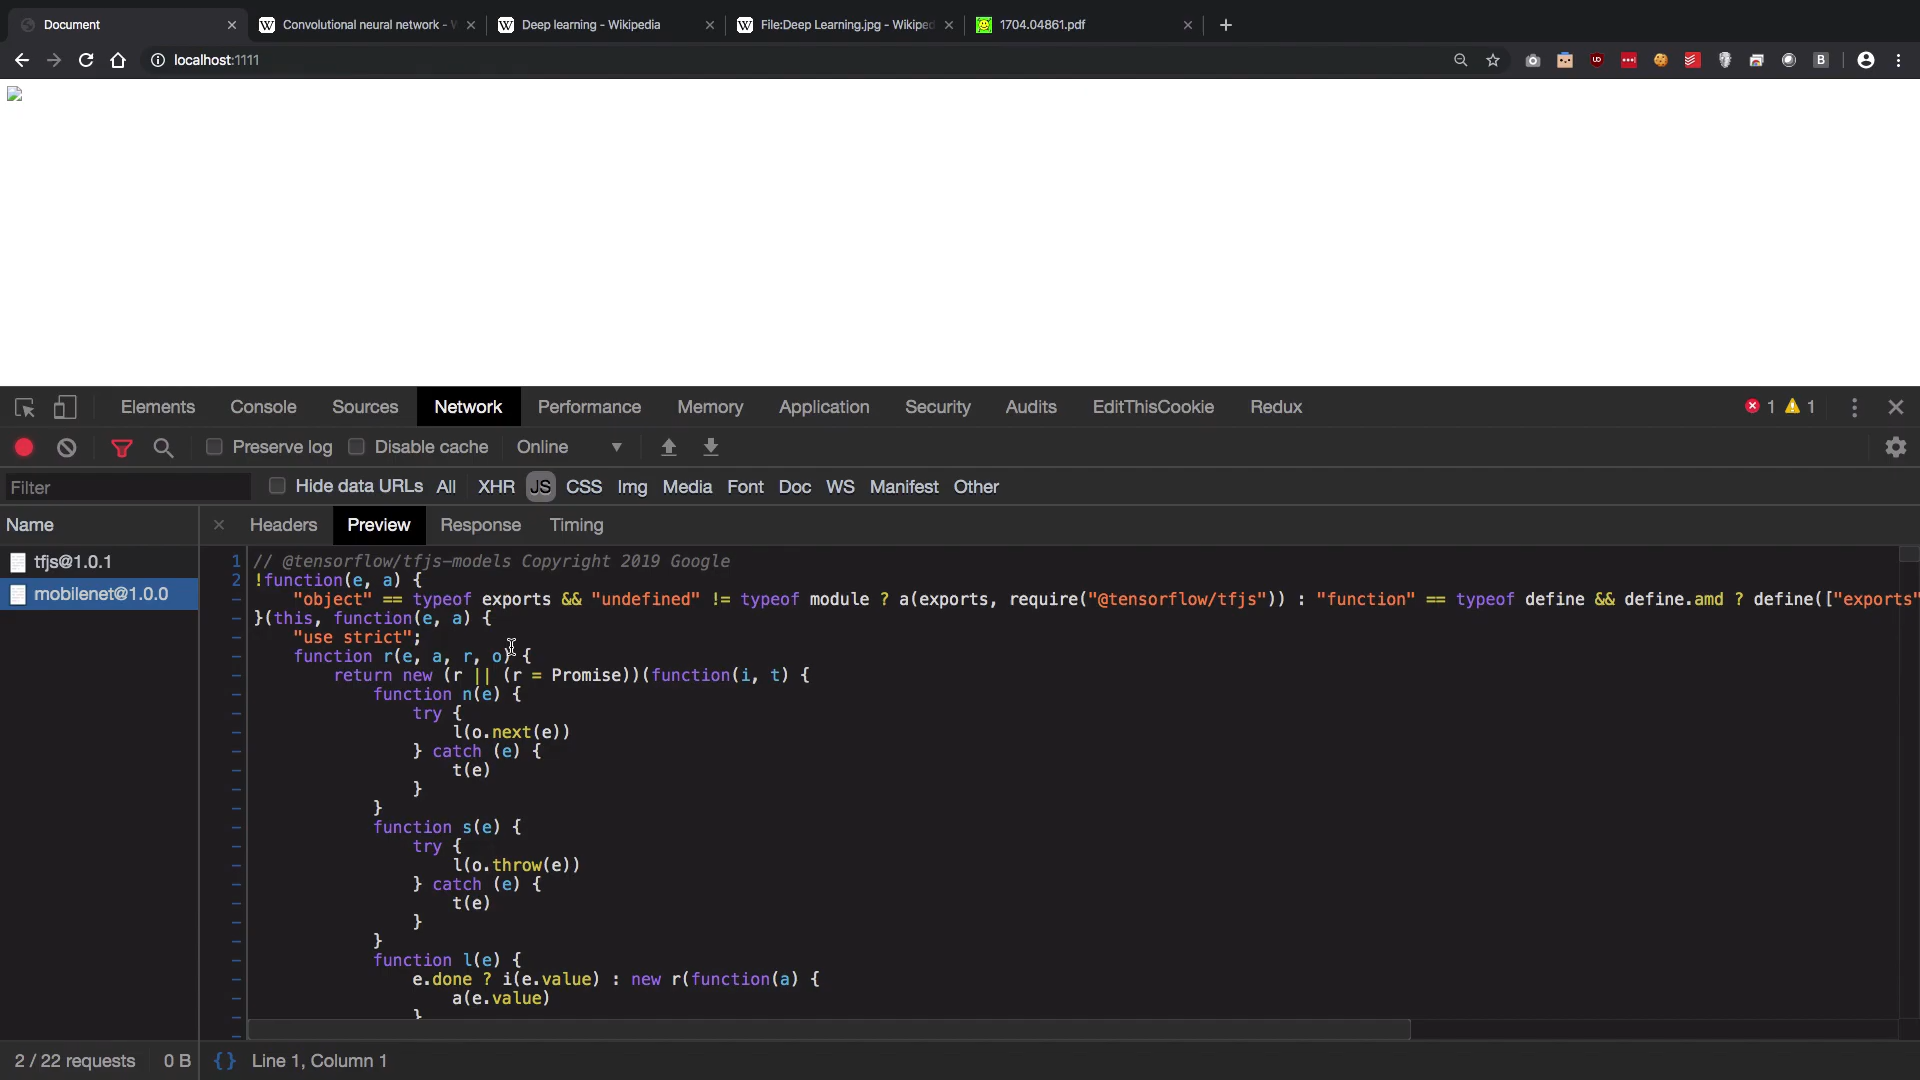 Document
Convolutional neural network - W
Deep learning - Wikipedia
File:Deep Learning.jpg - Wikiped
1704.04861.pdf
localhost:1111
Elements Console Sources Network Performance Memory Application Security Audits EditThisCookie Redux 1 1
Preserve log Disable cache Online
Filter Hide data URLs All XHR JS CSS Img Media Font Doc WS Manifest Other
Name Headers Preview Response Timing
tfjs@1.0.1
mobilenet@1.0.0
1 // @tensorflow/tfjs-models Copyright 2019 Google
2 !function(e, a) {
- "object" == typeof exports && "undefined" != typeof module ? a(exports, require("@tensorflow/tfjs")) : "function" == typeof define && define.amd ? define(["exports"
- }(this, function(e, a) {
- "use strict";
- function r(e, a, r, o) {
- return new (r || (r = Promise))(function(i, t) {
- function n(e) {
- try {
- l(o.next(e))
- } catch (e) {
- t(e)
- }
- }
- function s(e) {
- try {
- l(o.throw(e))
- } catch (e) {
- t(e)
- }
- }
- function l(e) {
- e.done ? i(e.value) : new r(function(a) {
- a(e.value)
- }
2 / 22 requests 0 B {} Line 1, Column 1